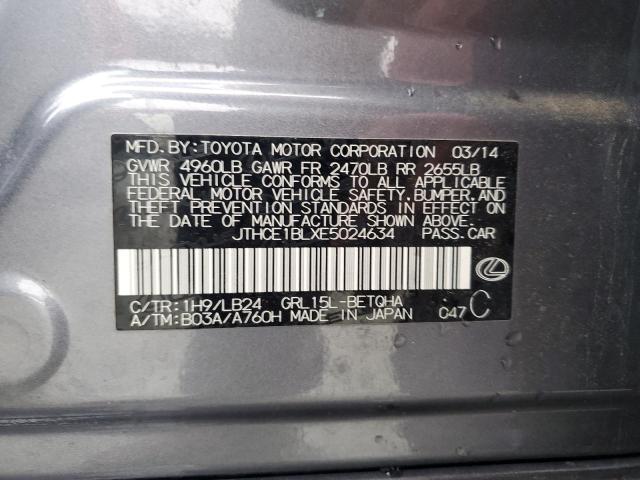 MFD.BY:TOYOTA MOTOR CORPORATION 03/14
GVWR 4960LB GAWR FR 2470LB RR 2655LB
THIS VEHICLE CONFORMS TO ALL APPLICABLE
FEDERAL MOTOR VEHICLE SAFETY,BUMPER,AND
THEFT PREVENTION STANDARDS IN EFFECT ON
THE DATE OF MANUFACTURE SHOWN ABOVE.
JTHCE1BLXE5024634 PASS.CAR
C/TR:1H9/LB24 GRL15L-BETQHA
A/TM:B03A/A760H MADE IN JAPAN C47 C